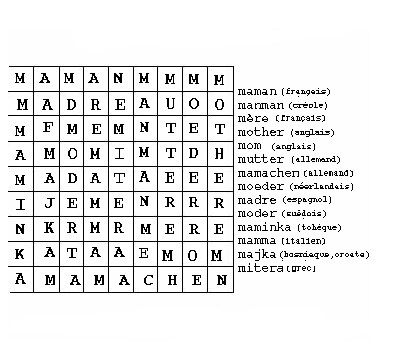 M A M A N M M M M
M A D R E A U O O
M F M E M N T E T
A M O M I M T D H
M A D A T A E E E
I J E M E N R R R
N K R M R M E R E
K A T A A E M O M
A M A M A C H E N
maman (français)
manman (créole)
mère (français)
mother (anglais)
mom (anglais)
mutter (allemand)
mamachen (allemand)
moeder (néerlandais)
madre (espagnol)
moder (suédois)
maminka (tchèque)
mamma (italien)
majka (bosniaque,croate)
mitera (grec)